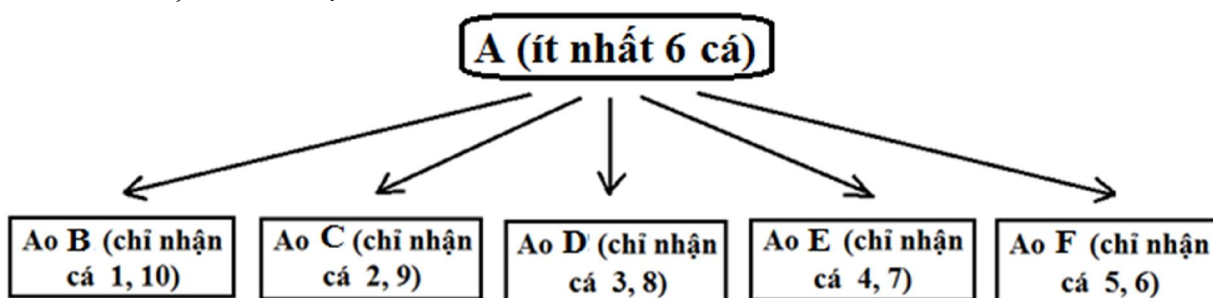 A (ít nhất 6 cá)
Ao B (chỉ nhận
cá 1, 10)
Ao C (chỉ nhận
cá 2, 9)
Ao D (chỉ nhận
cá 3, 8)
Ao E (chỉ nhận
cá 4, 7)
Ao F (chỉ nhận
cá 5, 6)